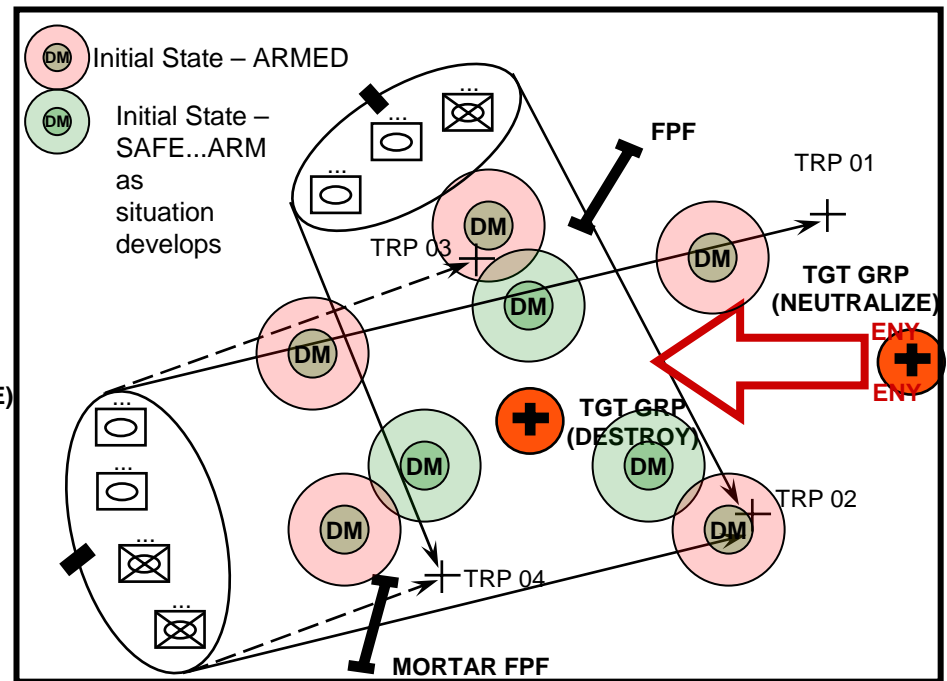 DM Initial State – ARMED
DM Initial State –
SAFE...ARM
as
situation
develops
...
...
...
FPF
TRP 01
DM
TRP 03
DM
TGT GRP
(NEUTRALIZE)
DM
ENY
DM
E)
ENY
TGT GRP
(DESTROY)
...
...
DM
DM
TRP 02
DM
DM
...
TRP 04
...
MORTAR FPF